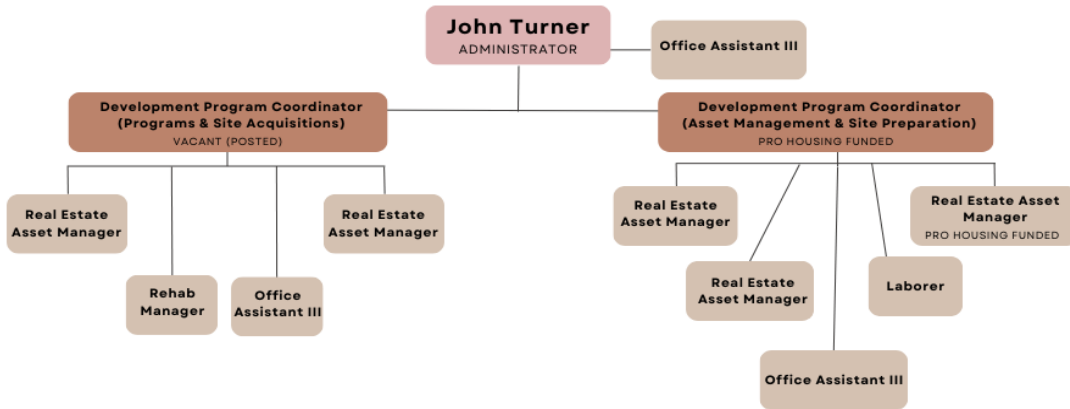 John Turner
ADMINISTRATOR
Office Assistant III
Development Program Coordinator
(Programs & Site Acquisitions)
VACANT (POSTED)
Development Program Coordinator
(Asset Management & Site Preparation)
PRO HOUSING FUNDED
Real Estate
Asset Manager
Rehab
Manager
Office
Assistant III
Real Estate
Asset Manager
Real Estate
Asset Manager
Real Estate
Asset Manager
Office Assistant III
Laborer
Real Estate Asset
Manager
PRO HOUSING FUNDED